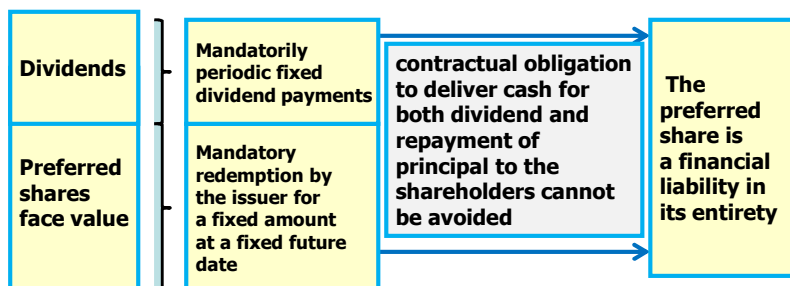 Dividends
Mandatorily
periodic fixed
dividend payments
Preferred
shares
face value
Mandatory
redemption by
the issuer for
a fixed amount
at a fixed future
date
contractual obligation
to deliver cash for
both dividend and
repayment of
principal to the
shareholders cannot
be avoided
The
preferred
share is
a financial
liability in
its entirety